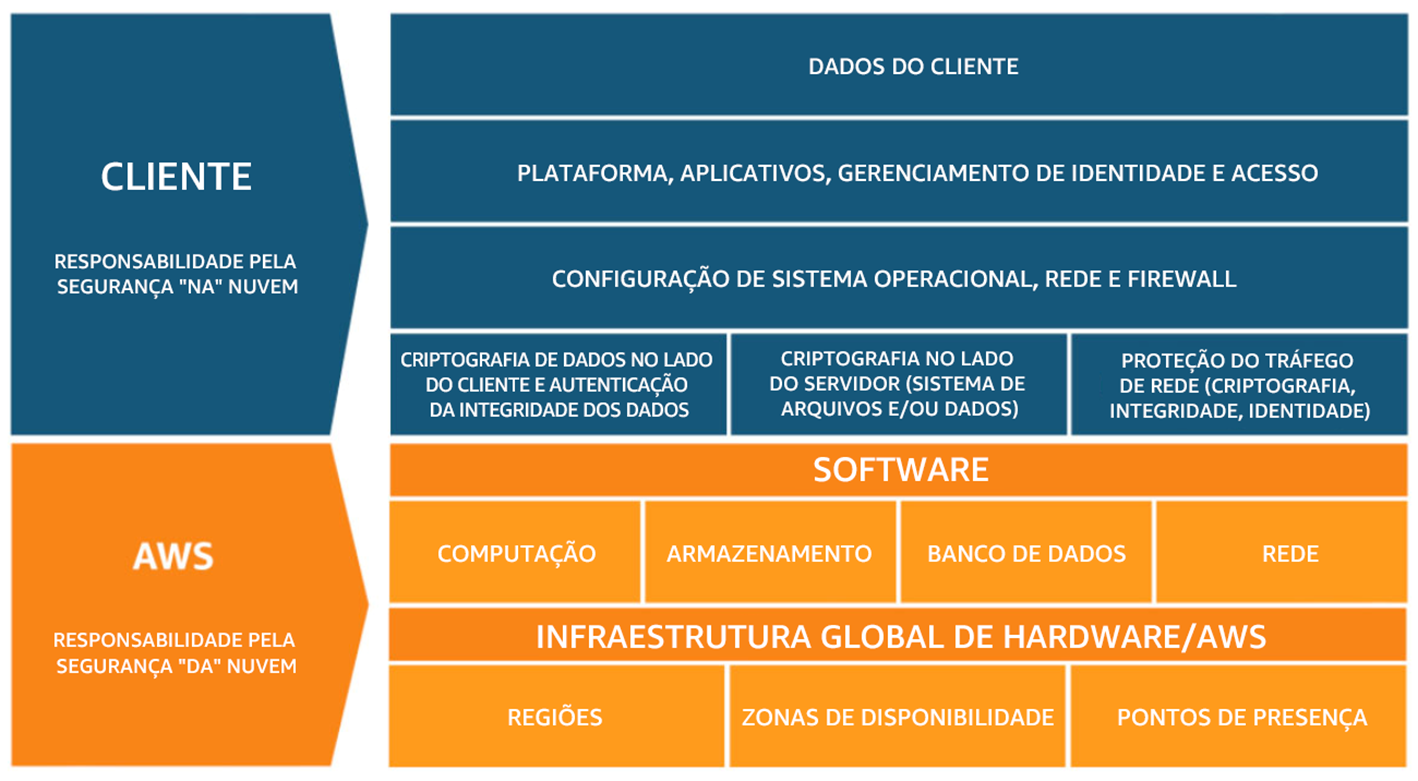 CLIENTE
RESPONSABILIDADE PELA
SEGURANÇA "NA" NUVEM
DADOS DO CLIENTE
PLATAFORMA, APLICATIVOS, GERENCIAMENTO DE IDENTIDADE E ACESSO
CONFIGURAÇÃO DE SISTEMA OPERACIONAL, REDE E FIREWALL
CRIPTOGRAFIA DE DADOS NO LADO
DO CLIENTE E AUTENTICAÇÃO
DA INTEGRIDADE DOS DADOS
CRIPTOGRAFIA NO LADO
DO SERVIDOR (SISTEMA DE
ARQUIVOS E/OU DADOS)
PROTEÇÃO DO TRÁFEGO
DE REDE (CRIPTOGRAFIA,
INTEGRIDADE, IDENTIDADE)
AWS
RESPONSABILIDADE PELA
SEGURANÇA "DA" NUVEM
SOFTWARE
COMPUTAÇÃO
ARMAZENAMENTO
BANCO DE DADOS
REDE
INFRAESTRUTURA GLOBAL DE HARDWARE/AWS
REGIÕES
ZONAS DE DISPONIBILIDADE
PONTOS DE PRESENÇA